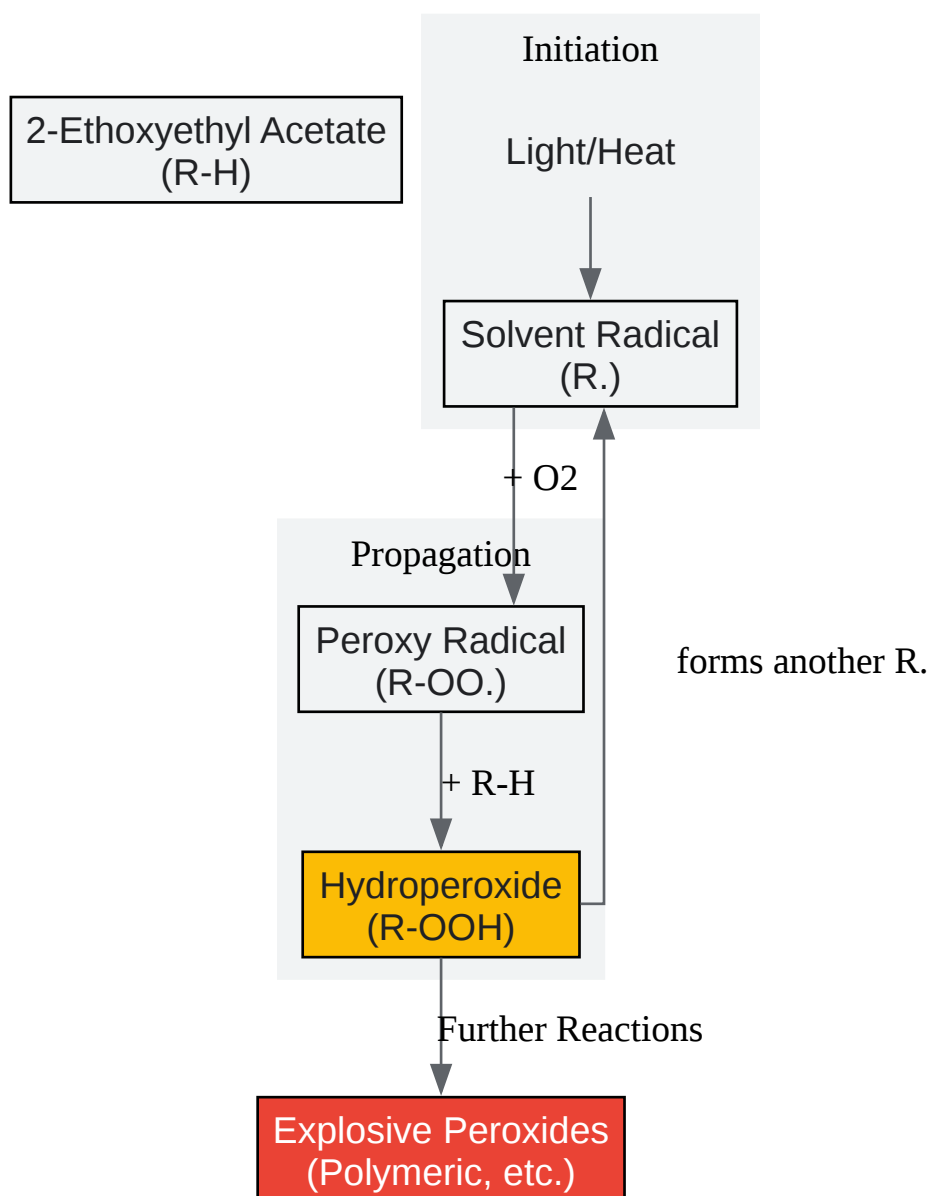 Initiation
2-Ethoxyethyl Acetate
(R-H)
Light/Heat
Solvent Radical
(R.)
+ O2
Propagation
Peroxy Radical
(R-OO.)
forms another R.
+ R-H
Hydroperoxide
(R-OOH)
Further Reactions
Explosive Peroxides
(Polymeric, etc.)